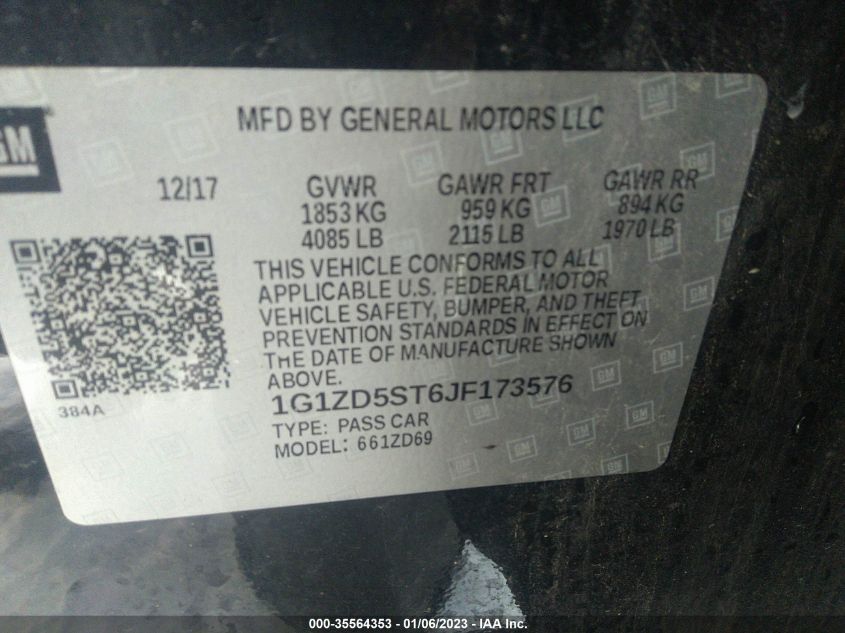 GM
MFD BY GENERAL MOTORS LLC
12/17 GVWR GAWR FRT GAWR RR
1853 KG 959 KG 894 KG
4085 LB 2115 LB 1970 LB
THIS VEHICLE CONFORMS TO ALL
APPLICABLE U.S. FEDERAL MOTOR
VEHICLE SAFETY, BUMPER, AND THEFT
PREVENTION STANDARDS IN EFFECT ON
THE DATE OF MANUFACTURE SHOWN
ABOVE.
384A
1G1ZD5ST6JF173576
TYPE: PASS CAR
MODEL: 661ZD69
000-35564353 - 01/06/2023 - IAA Inc.